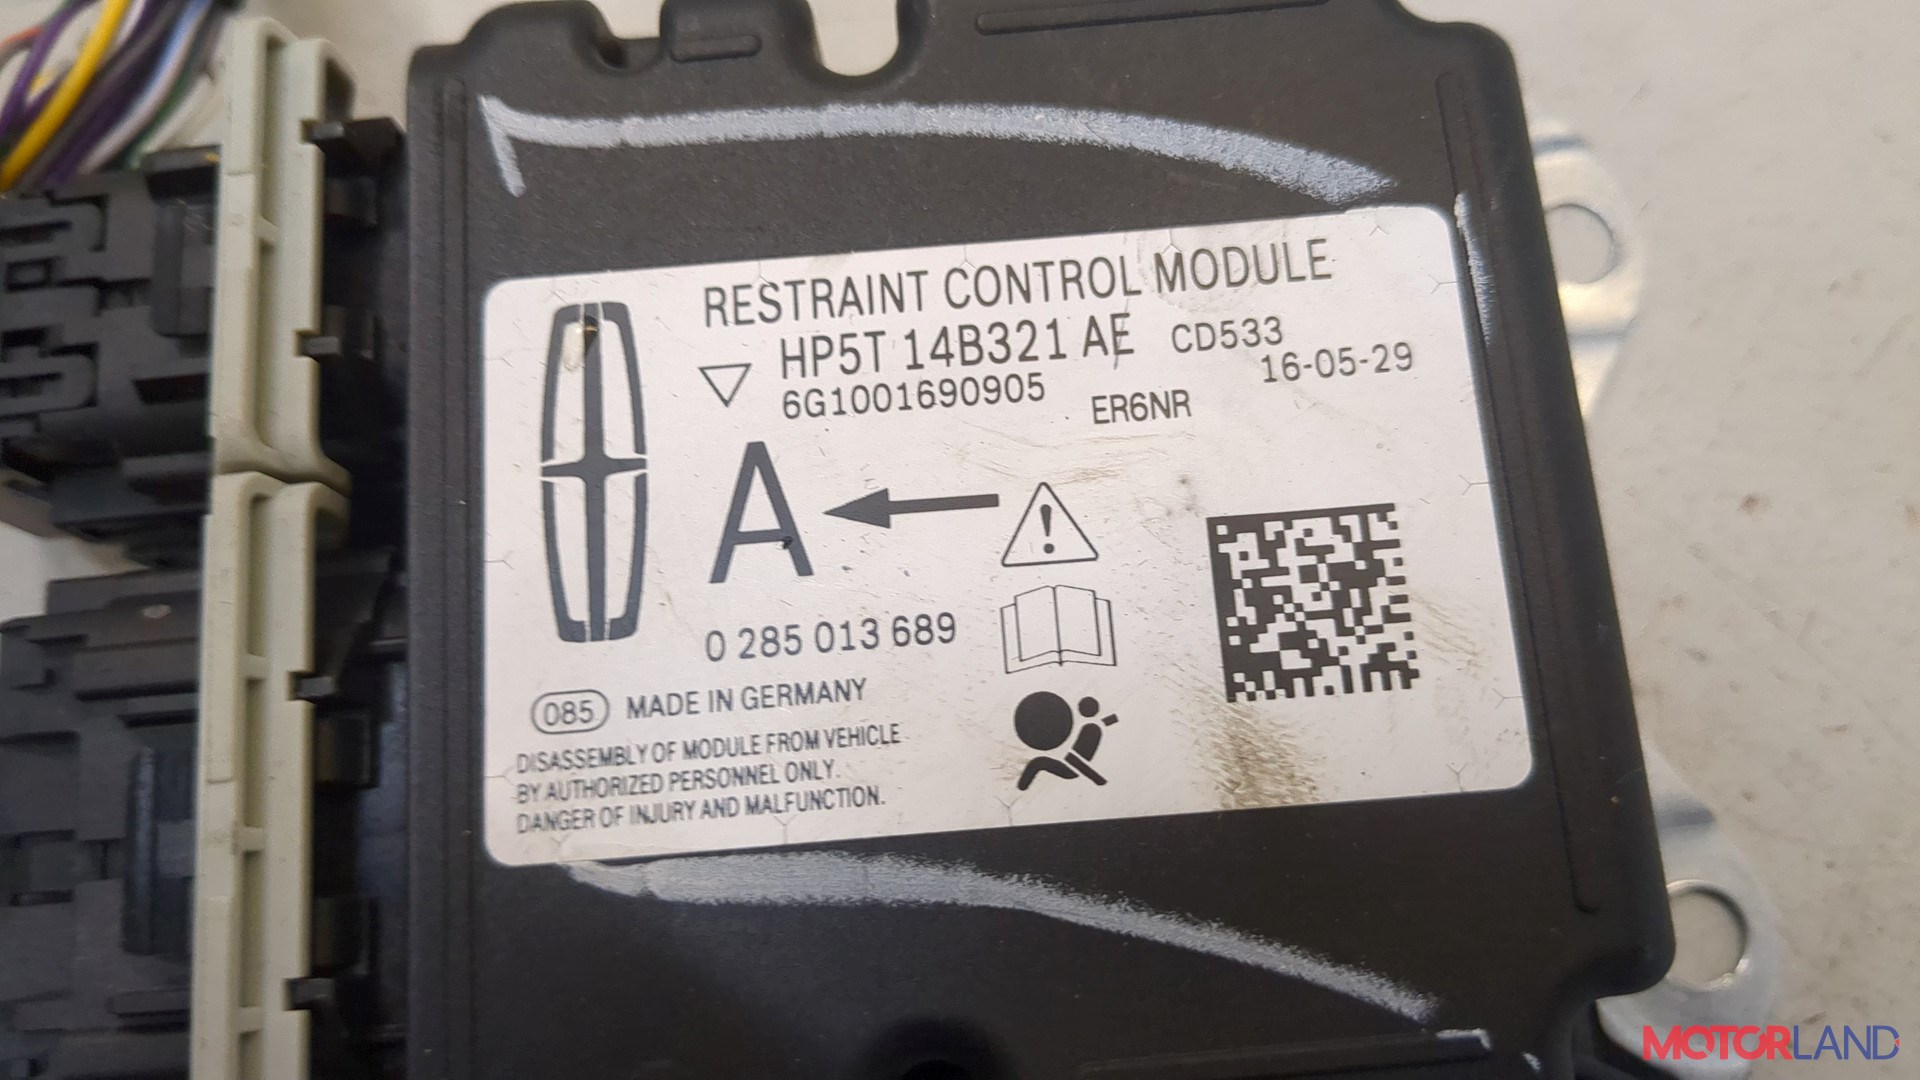 RESTRAINT CONTROL MODULE
HP5T 14B321 AE CD533
6G1001690905 ER6NR 16-05-29
A
0 285 013 689
085 MADE IN GERMANY
DISASSEMBLY OF MODULE FROM VEHICLE
BY AUTHORIZED PERSONNEL ONLY.
DANGER OF INJURY AND MALFUNCTION.
MOTORLAND